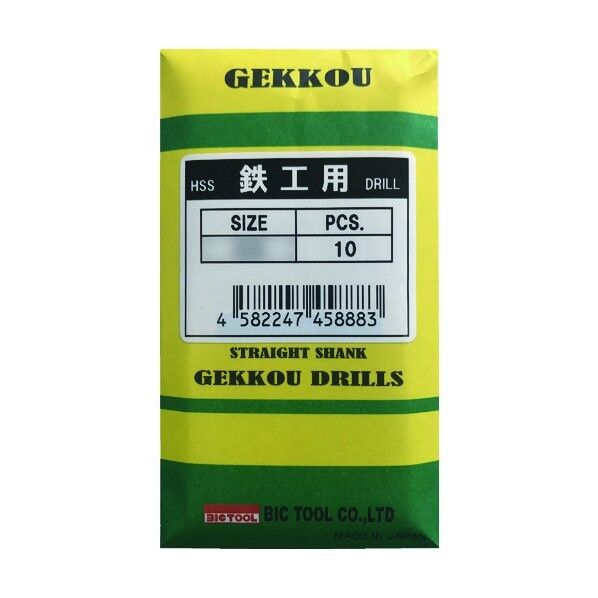 GEKKOU
HSS 鉄工用 DRILL
SIZE PCS.
10
4 582247 458883
STRAIGHT SHANK
GEKKOU DRILLS
BIC TOOL BIC TOOL CO.,LTD
MADE IN JAPAN